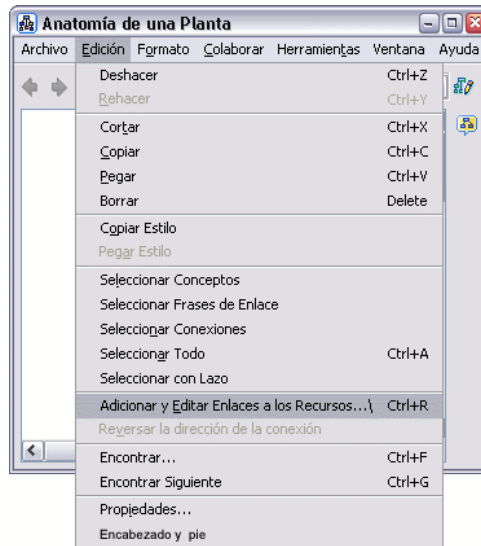 Anatomía de una Planta
Archivo Edición Formato Colaborar Herramientas Ventana Ayuda
Deshacer Ctrl+Z
Rehacer Ctrl+Y
Cortar Ctrl+X
Copiar Ctrl+C
Pegar Ctrl+V
Borrar Delete
Copiar Estilo
Pegar Estilo
Seleccionar Conceptos
Seleccionar Frases de Enlace
Seleccionar Conexiones
Seleccionar Todo Ctrl+A
Seleccionar con Lazo
Adicionar y Editar Enlaces a los Recursos...\ Ctrl+R
Reversar la dirección de la conexión
Encontrar... Ctrl+F
Encontrar Siguiente Ctrl+G
Propiedades...
Encabezado y pie